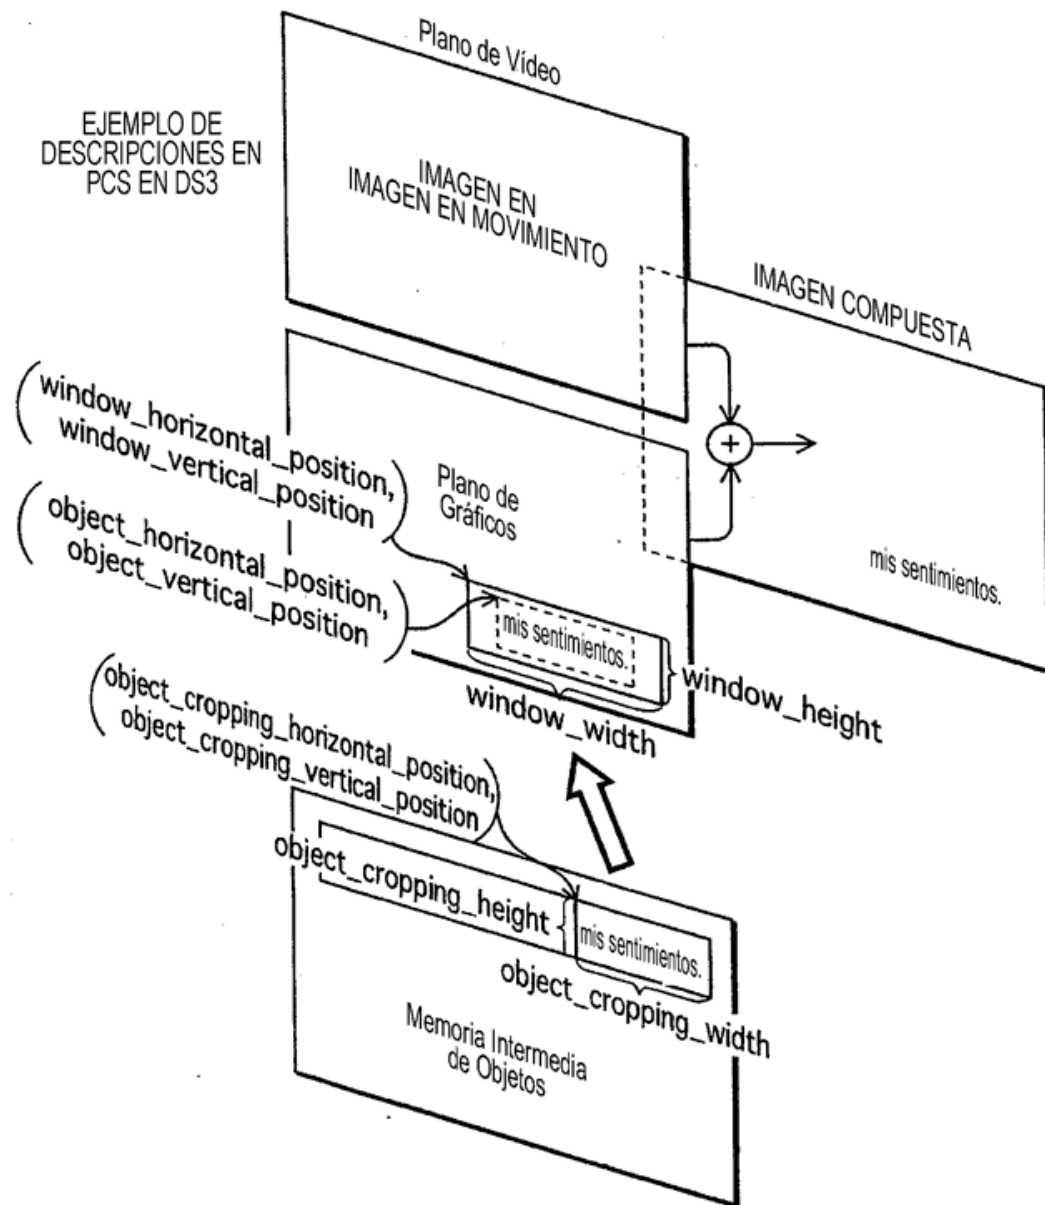 Plano de Vídeo
EJEMPLO DE
DESCRIPCIONES EN
PCS EN DS3
IMAGEN EN
IMAGEN EN MOVIMIENTO
IMAGEN COMPUESTA
(window_horizontal_position,
window_vertical_position)
Plano de
Gráficos
(object_horizontal_position,
object_vertical_position)
+
mis sentimientos.
mis sentimientos.
window_height
window_width
(object_cropping_horizontal_position,
object_cropping_vertical_position)
object_cropping_height
mis sentimientos.
object_cropping_width
Memoria Intermedia
de Objetos